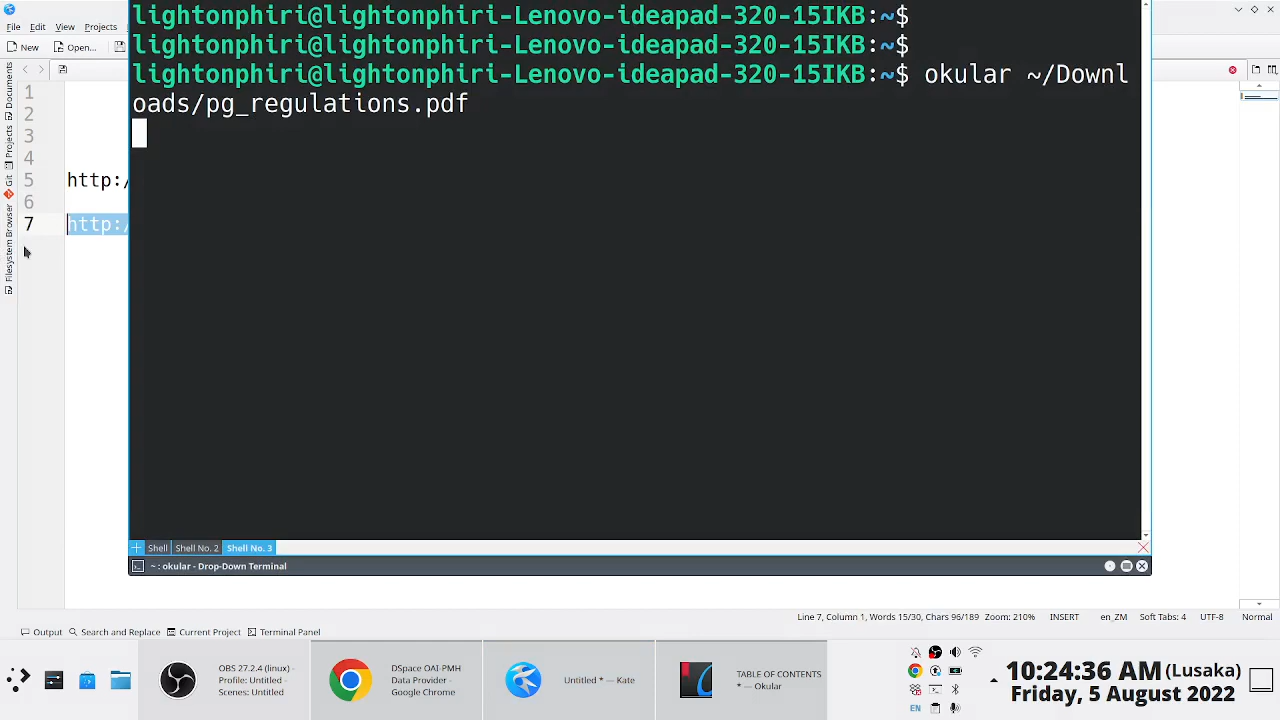 lightonphiri@lightonphiri-Lenovo-ideapad-320-15IKB:~$
lightonphiri@lightonphiri-Lenovo-ideapad-320-15IKB:~$
lightonphiri@lightonphiri-Lenovo-ideapad-320-15IKB:~$ okular ~/Downl
oads/pg_regulations.pdf
File Edit View Projects
New Open...
Documents
Projects
Git
Filesystem Browser
1
2
3
4
5 http:/
6
7 http:/
Shell Shell No. 2 Shell No. 3
~ : okular - Drop-Down Terminal
Line 7, Column 1, Words 15/30, Chars 96/189 Zoom: 210% INSERT en_ZM Soft Tabs: 4 UTF-8 Normal
Output Search and Replace Current Project Terminal Panel
OBS 27.2.4 (linux) -
Profile: Untitled -
Scenes: Untitled
DSpace OAI-PMH
Data Provider -
Google Chrome
Untitled * — Kate
TABLE OF CONTENTS
* — Okular
EN
10:24:36 AM (Lusaka)
Friday, 5 August 2022